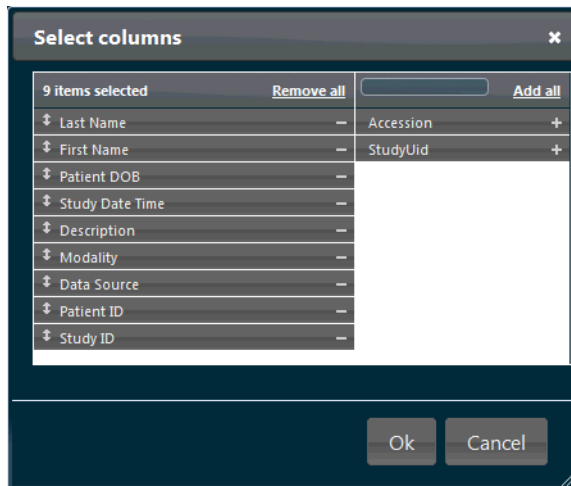 Select columns
9 items selected Remove all Add all
Last Name
First Name
Patient DOB
Study Date Time
Description
Modality
Data Source
Patient ID
Study ID
Accession
StudyUid
Ok Cancel